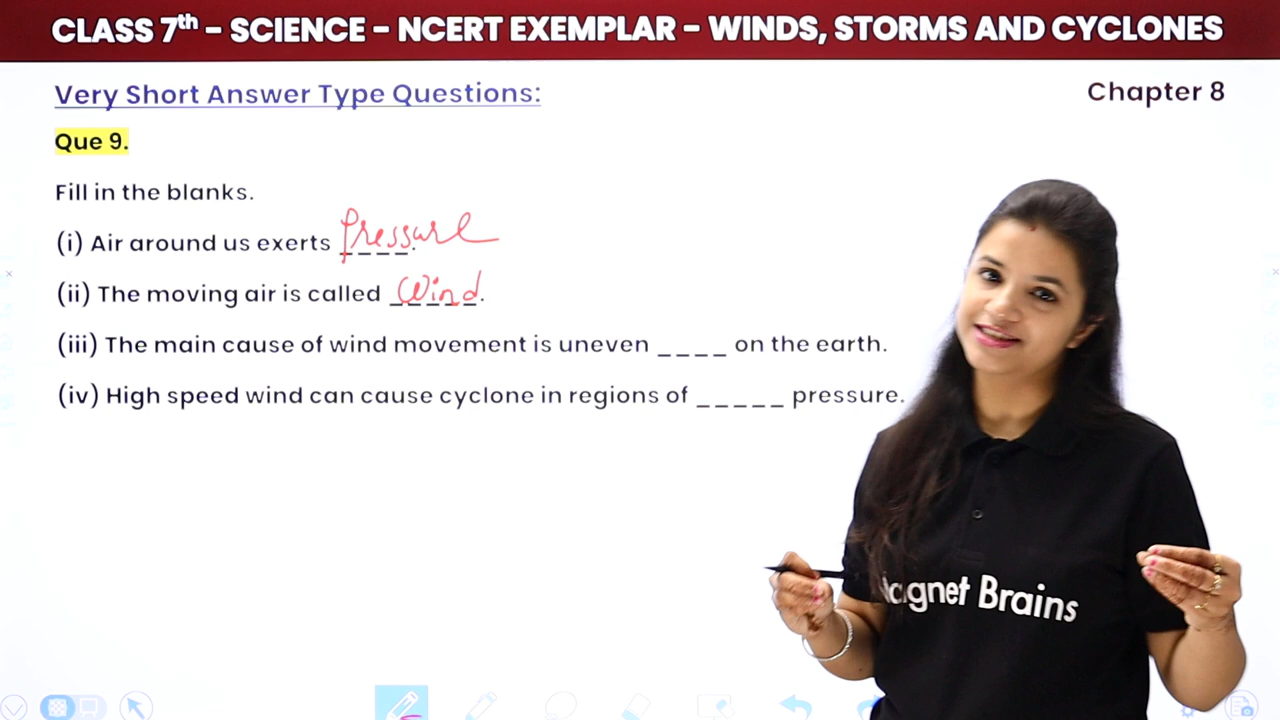 CLASS 7th – SCIENCE – NCERT EXEMPLAR – WINDS, STORMS AND CYCLONES
Very Short Answer Type Questions:
Chapter 8
Que 9.
Fill in the blanks.
(i) Air around us exerts Pressure.
(ii) The moving air is called Wind.
(iii) The main cause of wind movement is uneven ____ on the earth.
(iv) High speed wind can cause cyclone in regions of _____ pressure.
Magnet Brains